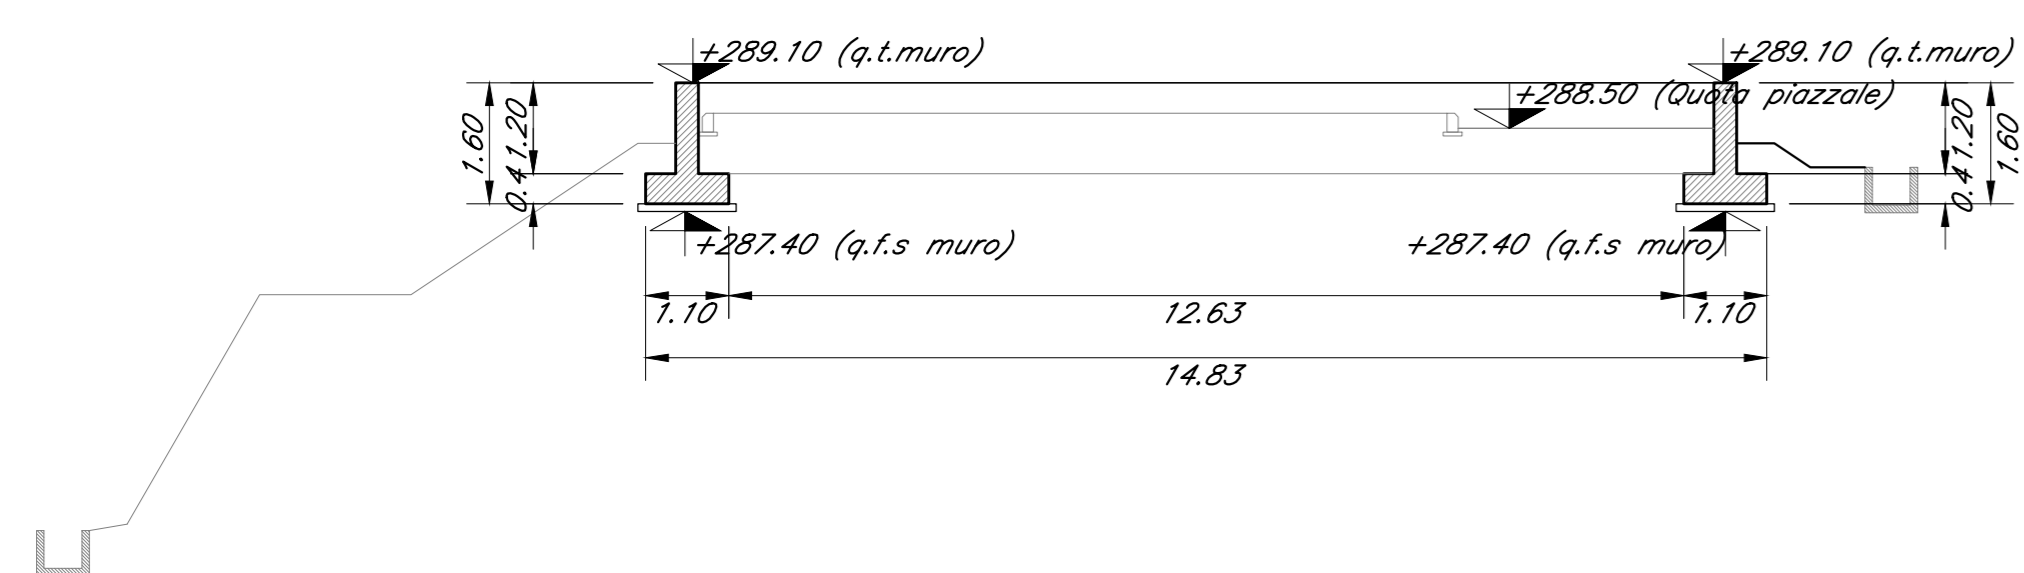 +289.10 (q.t.muro)
+289.10 (q.t.muro)
+288.50 (Quota piazzale)
1.60
1.20
0.4
1.20
0.4
1.60
+287.40 (q.f.s muro)
+287.40 (q.f.s muro)
1.10
12.63
1.10
14.83